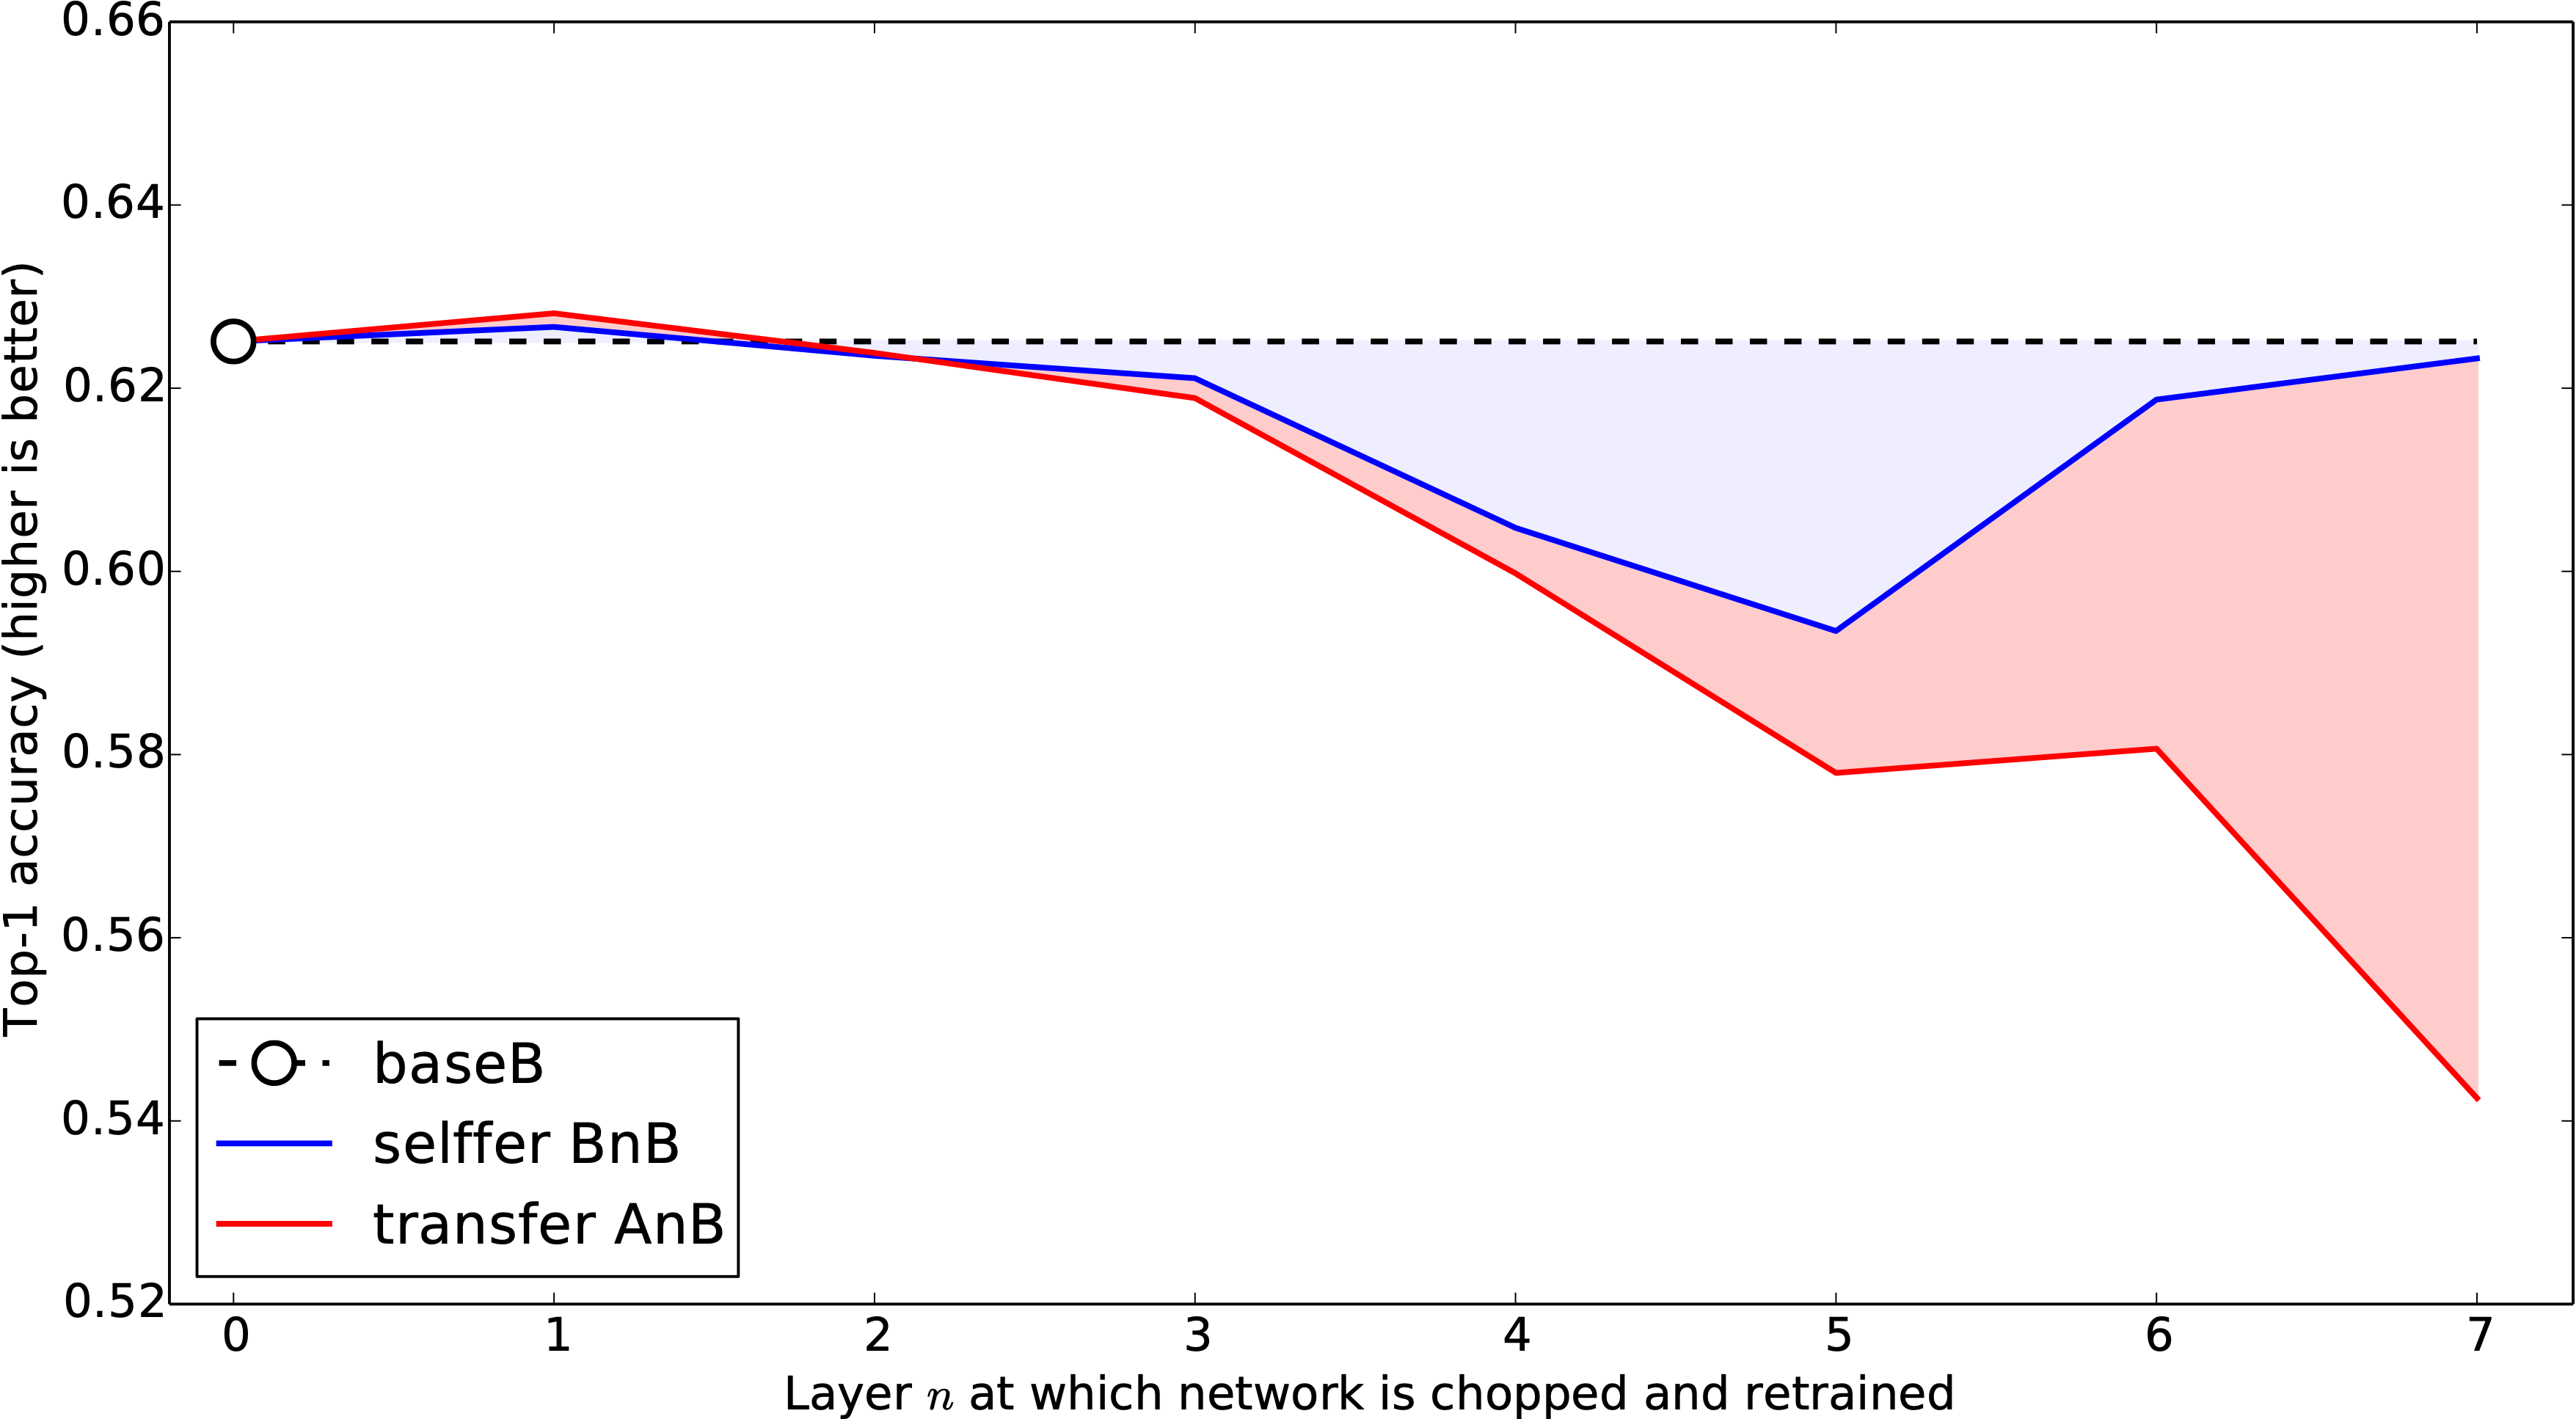 0.66
0.64
0.62
0.60
0.58
0.56
0.54
0.52
Top-1 accuracy (higher is better)
baseB
selffer BnB
transfer AnB
0 1 2 3 4 5 6 7
Layer n at which network is chopped and retrained